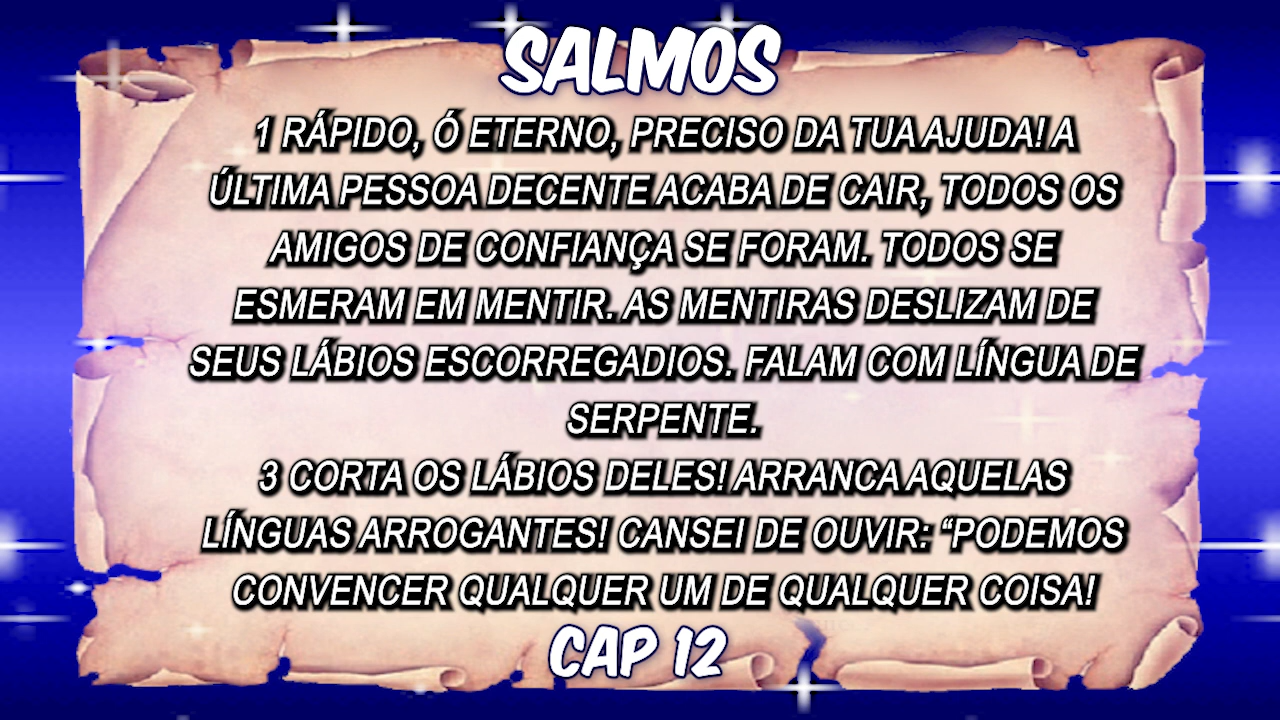 SALMOS
1 RÁPIDO, Ó ETERNO, PRECISO DA TUA AJUDA! A
ÚLTIMA PESSOA DECENTE ACABA DE CAIR, TODOS OS
AMIGOS DE CONFIANÇA SE FORAM. TODOS SE
ESMERAM EM MENTIR. AS MENTIRAS DESLIZAM DE
SEUS LÁBIOS ESCORREGADIOS. FALAM COM LÍNGUA DE
SERPENTE.
3 CORTA OS LÁBIOS DELES! ARRANCA AQUELAS
LÍNGUAS ARROGANTES! CANSEI DE OUVIR: “PODEMOS
CONVENCER QUALQUER UM DE QUALQUER COISA!
CAP 12